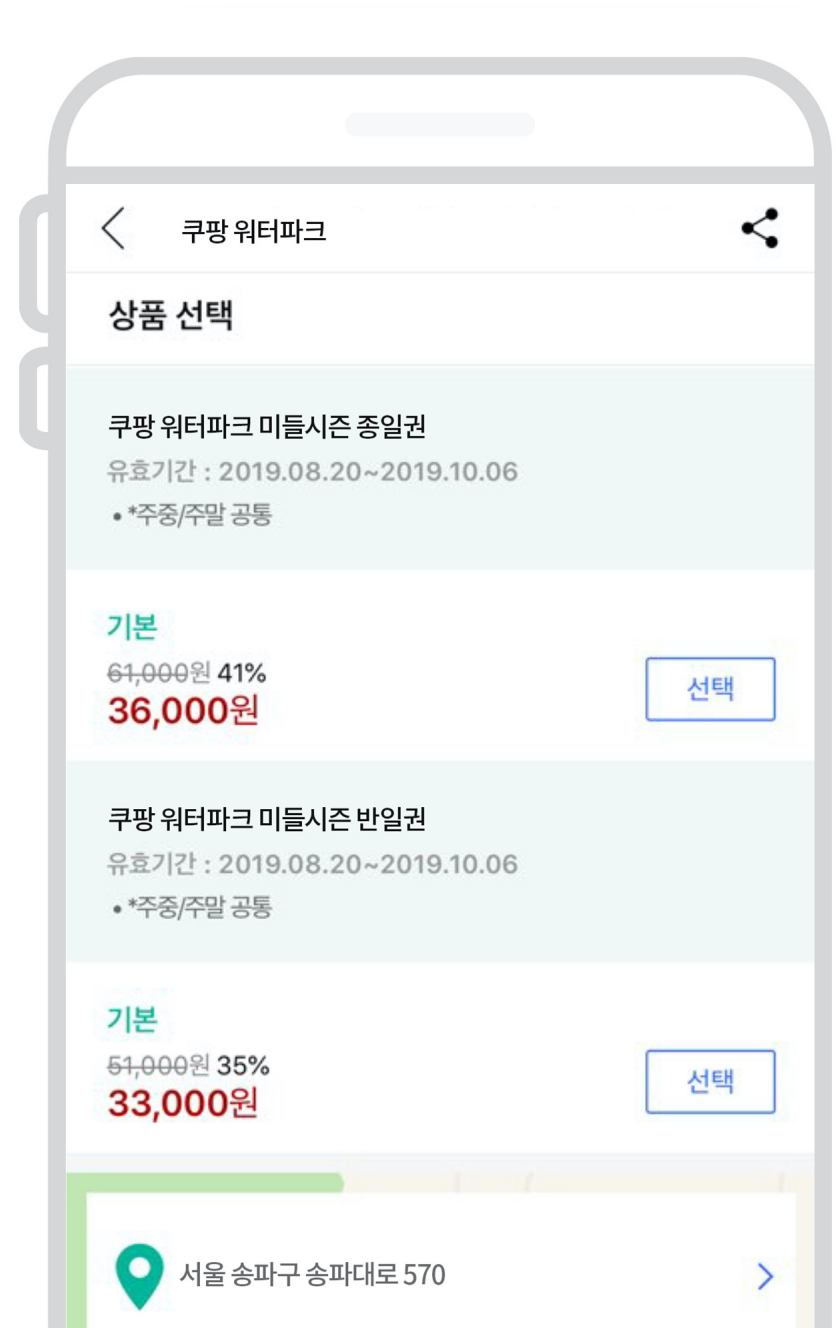 쿠팡 워터파크
상품 선택
쿠팡 워터파크 미들시즌 종일권
유효기간 : 2019.08.20~2019.10.06
• *주중/주말 공통
기본
61,000원 41%
36,000원
선택
쿠팡 워터파크 미들시즌 반일권
유효기간 : 2019.08.20~2019.10.06
• *주중/주말 공통
기본
51,000원 35%
33,000원
선택
서울 송파구 송파대로 570